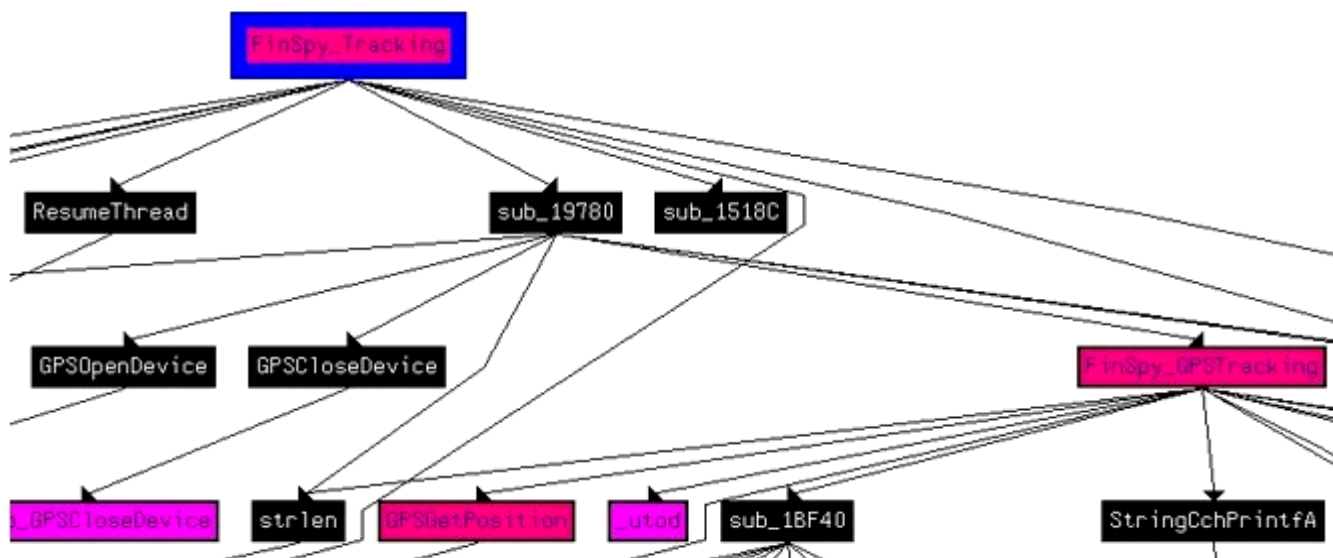 FinSpy_Tracking
ResumeThread
sub_19780
sub_1518C
GPSOpenDevice
GPSCloseDevice
FinSpy_GPSTracking
_GPSCloseDevice
strlen
GPSGetPosition
_utod
sub_1BF40
StringCchPrintfA